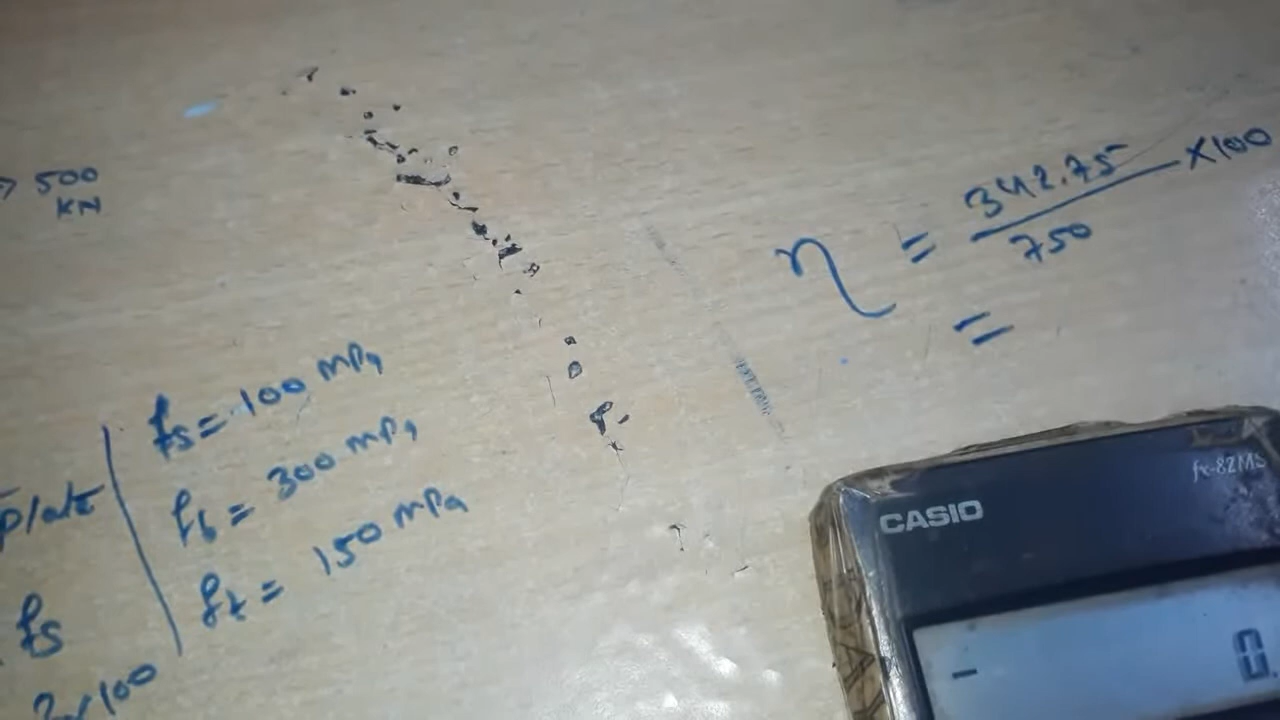 → 500
KN
η = 342.75 / 750 ×100
=
plate
fs = 100 MPa
fb = 300 MPa
ft = 150 MPa
fs
CASIO
fx-82MS
- 0.